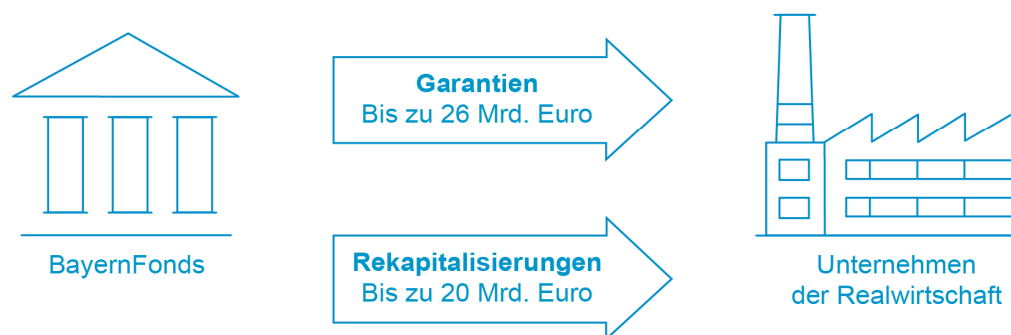 Garantien
Bis zu 26 Mrd. Euro
BayernFonds
Rekapitalisierungen
Bis zu 20 Mrd. Euro
Unternehmen
der Realwirtschaft